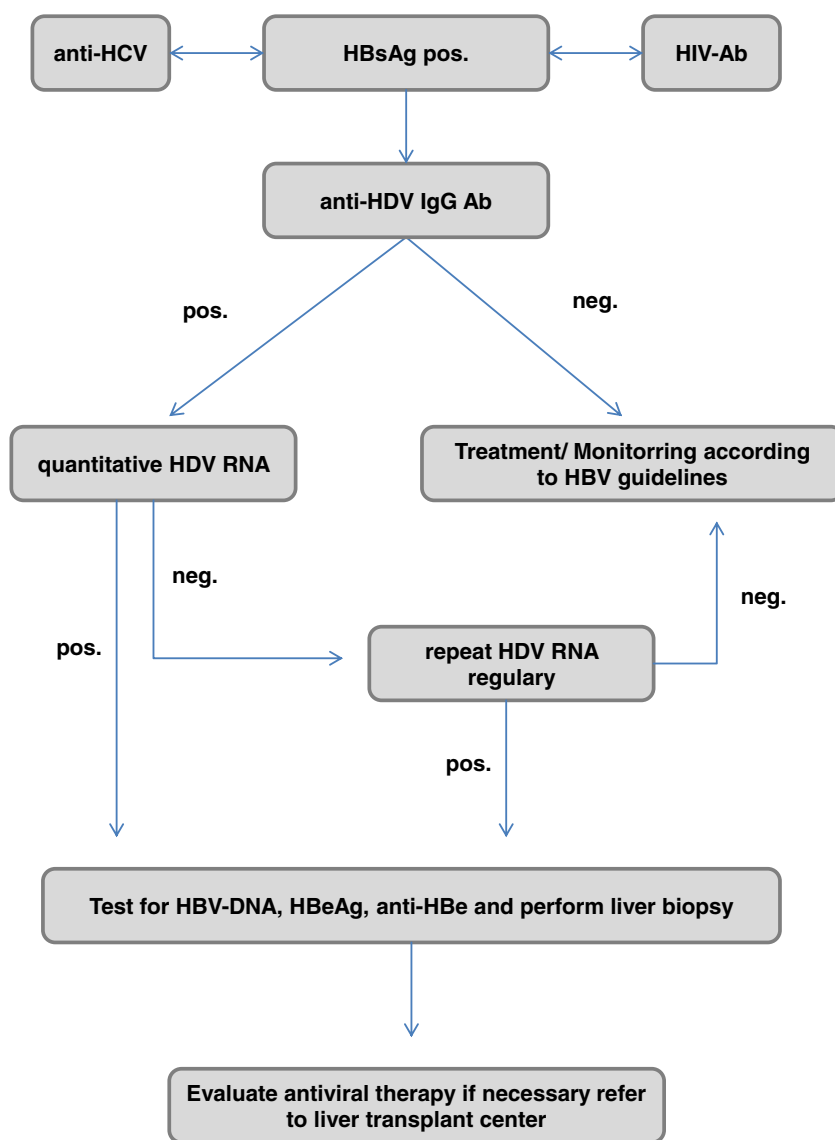 anti-HCV
HBsAg pos.
HIV-Ab
anti-HDV IgG Ab
pos.
neg.
quantitative HDV RNA
Treatment/ Monitorring according
to HBV guidelines
neg.
neg.
pos.
repeat HDV RNA
regulary
pos.
Test for HBV-DNA, HBeAg, anti-HBe and perform liver biopsy
Evaluate antiviral therapy if necessary refer
to liver transplant center